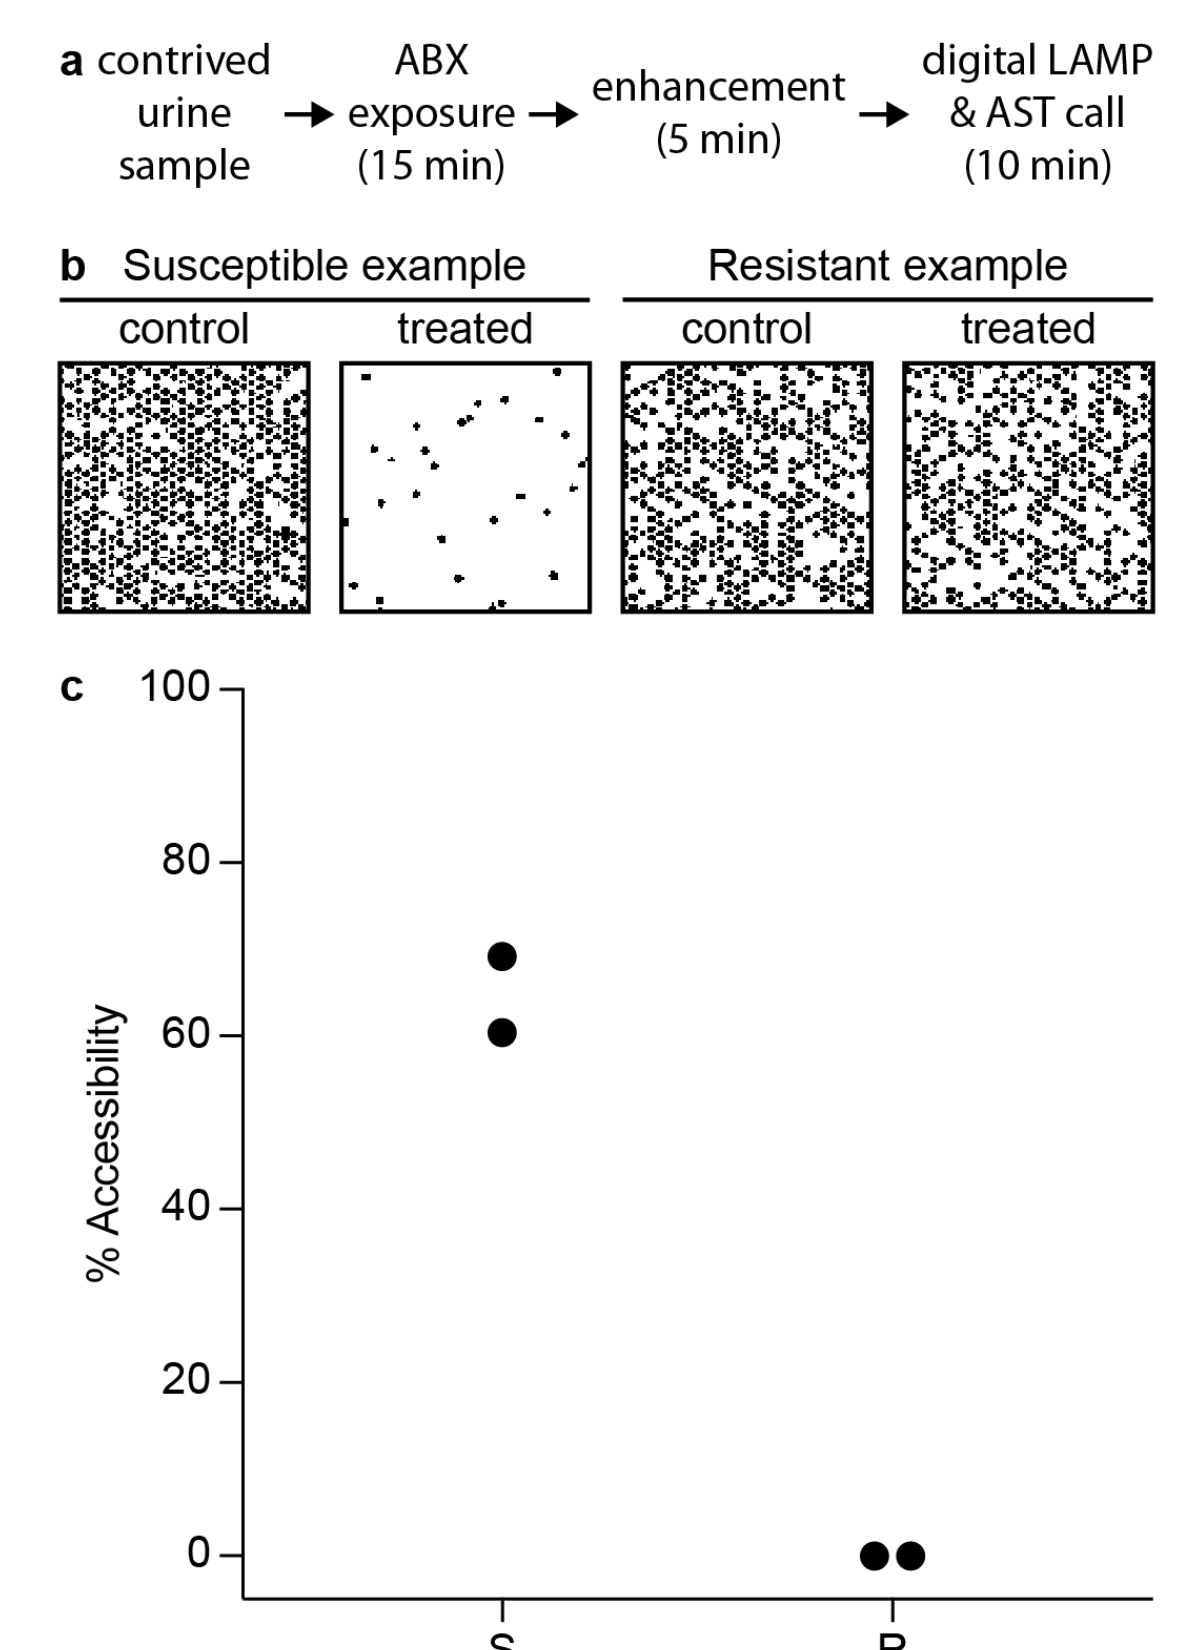 a
contrived
urine
sample
ABX
exposure
(15 min)
enhancement
(5 min)
digital LAMP
& AST call
(10 min)
b
Susceptible example
Resistant example
control
treated
control
treated
c
100
80
60
40
20
0
% Accessibility
S
R